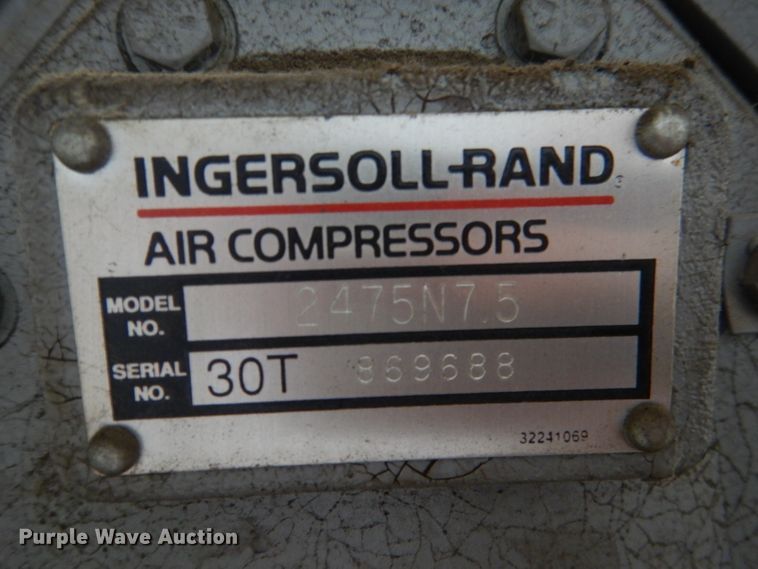 INGERSOLL-RAND
AIR COMPRESSORS
MODEL NO. 2475N7.5
SERIAL NO. 30T 869688
32241069
Purple Wave Auction